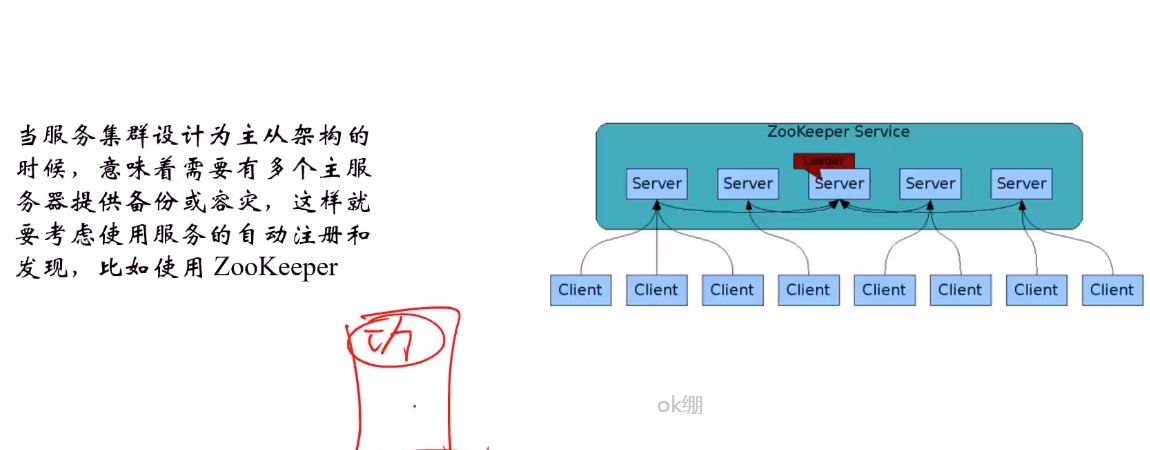 当服务集群设计为主从架构的
时候，意味着需要有多个主服
务器提供备份或容灾，这样就
要考虑使用服务的自动注册和
发现，比如使用 ZooKeeper
ZooKeeper Service
Leader
Server Server Server Server Server
Client Client Client Client Client Client Client Client
动
ok绷